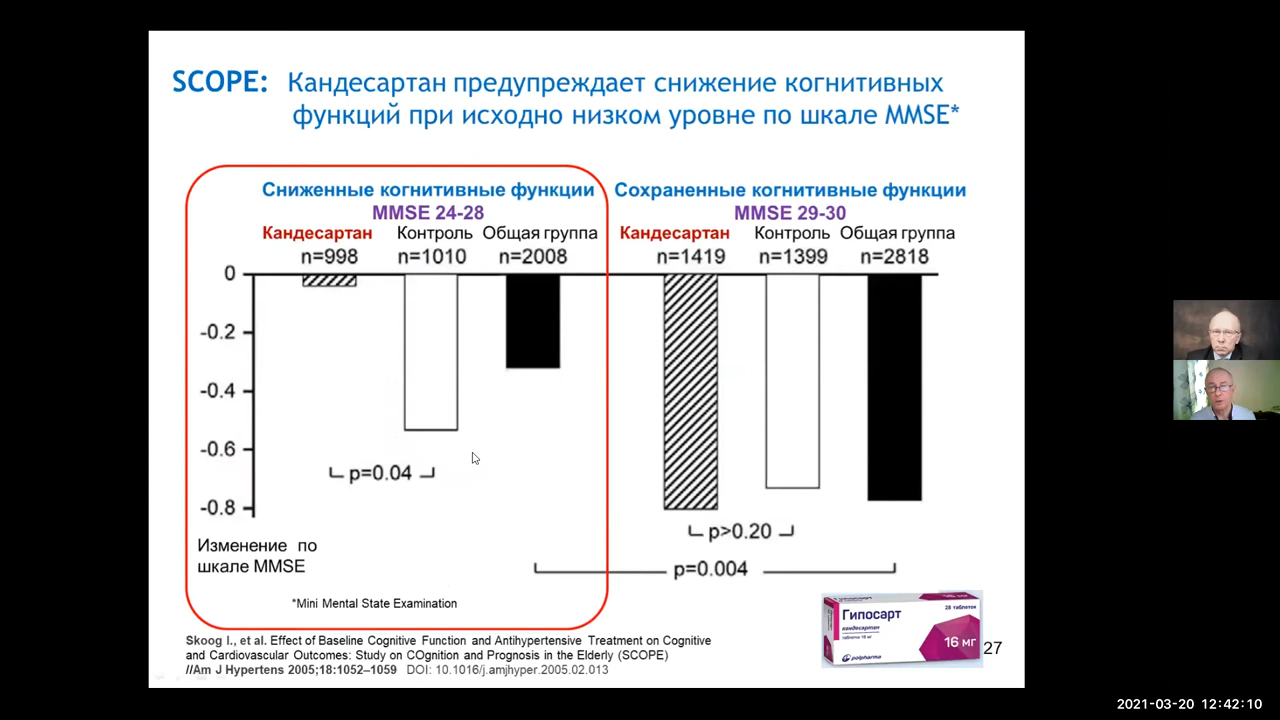 SCOPE: Кандесартан предупреждает снижение когнитивных
функций при исходно низком уровне по шкале MMSE*
Сниженные когнитивные функции
MMSE 24-28
Кандесартан Контроль Общая группа
n=998 n=1010 n=2008
Сохраненные когнитивные функции
MMSE 29-30
Кандесартан Контроль Общая группа
n=1419 n=1399 n=2818
0
-0.2
-0.4
-0.6
-0.8
p=0.04
p>0.20
p=0.004
Изменение по
шкале MMSE
*Mini Mental State Examination
Гипосарт
кандесартан
таблетки 16 мг
28 таблеток
16 мг
polpharma
27
Skoog I., et al. Effect of Baseline Cognitive Function and Antihypertensive Treatment on Cognitive
and Cardiovascular Outcomes: Study on COgnition and Prognosis in the Elderly (SCOPE)
//Am J Hypertens 2005;18:1052–1059 DOI: 10.1016/j.amjhyper.2005.02.013
2021-03-20 12:42:10